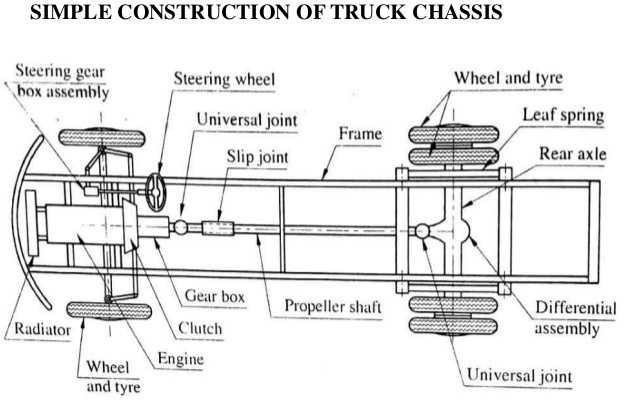 SIMPLE CONSTRUCTION OF TRUCK CHASSIS
Steering gear
box assembly
Steering wheel
Wheel and tyre
Universal joint
Leaf spring
Frame
Slip joint
Rear axle
Gear box
Propeller shaft
Differential
assembly
Radiator
Clutch
Engine
Wheel
and tyre
Universal joint